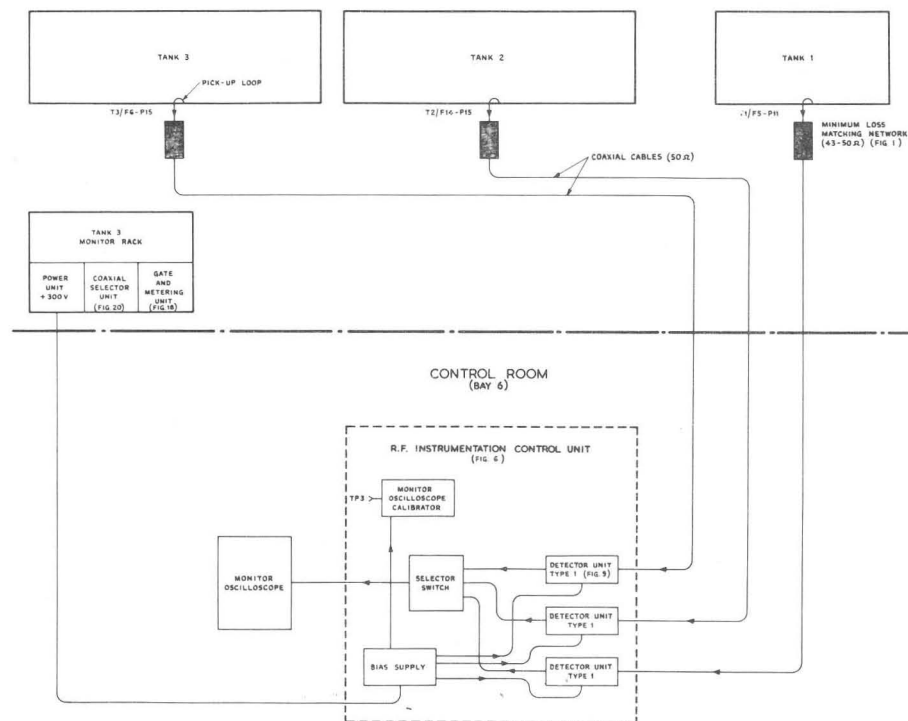 TANK 3
TANK 2
TANK 1
PICK-UP LOOP
T3/F6-P15
T2/F14-P15
T1/F5-P11
MINIMUM LOSS
MATCHING NETWORK
(43-50Ω) (FIG. 1)
COAXIAL CABLES (50Ω)
TANK 3
MONITOR RACK
POWER
UNIT
+300V
COAXIAL
SELECTOR
UNIT
(FIG. 20)
GATE
AND
METERING
UNIT
(FIG. 18)
CONTROL ROOM
(BAY 6)
R.F. INSTRUMENTATION CONTROL UNIT
(FIG. 6)
TP3
MONITOR
OSCILLOSCOPE
CALIBRATOR
MONITOR
OSCILLOSCOPE
SELECTOR
SWITCH
DETECTOR UNIT
TYPE 1 (FIG. 9)
DETECTOR UNIT
TYPE 1
BIAS SUPPLY
DETECTOR UNIT
TYPE 1